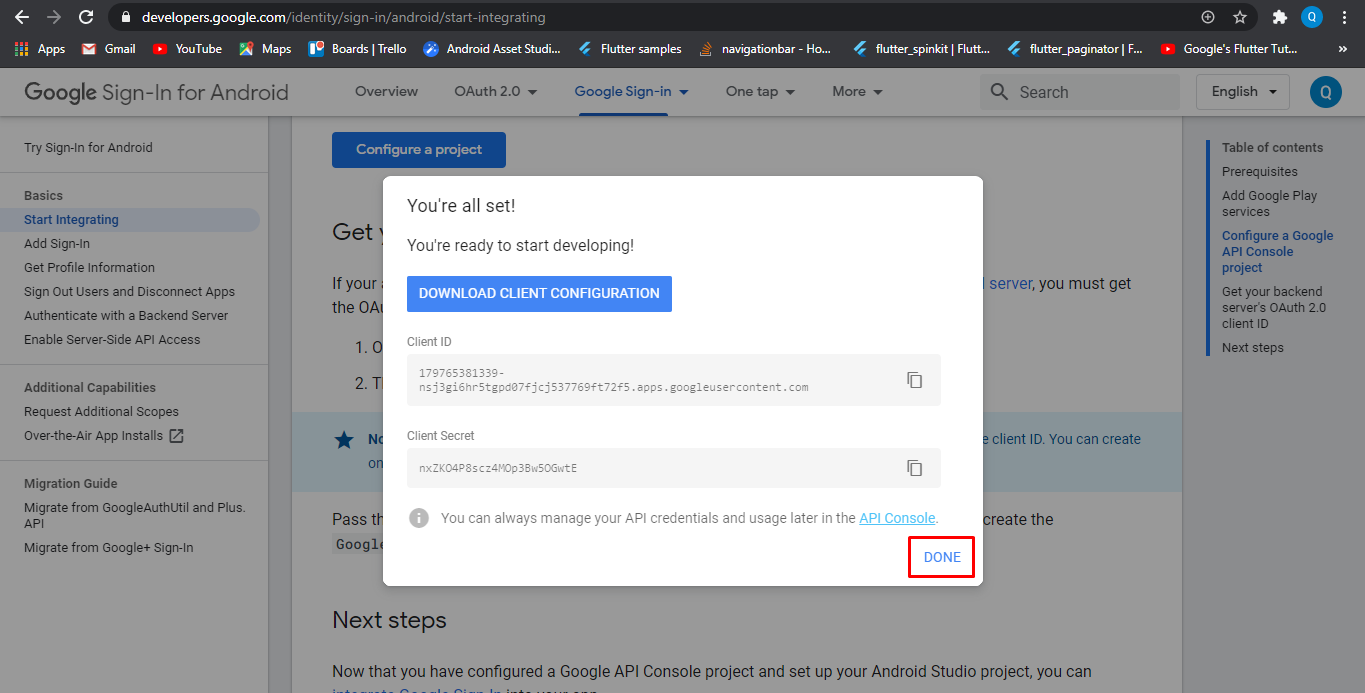 developers.google.com/identity/sign-in/android/start-integrating
Q
Apps
Gmail
YouTube
Maps
Boards | Trello
Android Asset Studi...
Flutter samples
navigationbar - Ho...
flutter_spinkit | Flutt...
flutter_paginator | F...
Google's Flutter Tut...
»
Google Sign-In for Android
Overview
OAuth 2.0
Google Sign-in
One tap
More
Search
English
Q
Try Sign-In for Android
Basics
Start Integrating
Add Sign-In
Get Profile Information
Sign Out Users and Disconnect Apps
Authenticate with a Backend Server
Enable Server-Side API Access
Additional Capabilities
Request Additional Scopes
Over-the-Air App Installs
Migration Guide
Migrate from GoogleAuthUtil and Plus.
API
Migrate from Google+ Sign-In
Configure a project
Get
If your
server, you must get
the
1.
2.
client ID. You can create
on
Pass
create the
Next steps
Now that you have configured a Google API Console project and set up your Android Studio project, you can
integrate Google Sign-In into your app.
You're all set!
You're ready to start developing!
DOWNLOAD CLIENT CONFIGURATION
Client ID
179765381339-
nsj3gi6hr5tgpd07fjcj537769ft72f5.apps.googleusercontent.com
Client Secret
nxZKO4P8scz4MOp3Bw5OGwtE
You can always manage your API credentials and usage later in the API Console.
DONE
Table of contents
Prerequisites
Add Google Play
services
Configure a Google
API Console
project
Get your backend
server's OAuth 2.0
client ID
Next steps